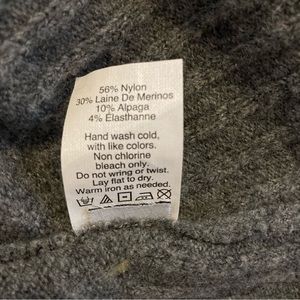 56% Nylon
30% Laine De Merinos
10% Alpaga
4% Élasthanne
Hand wash cold,
with like colors.
Non chlorine
bleach only.
Do not wring or twist.
Lay flat to dry.
Warm iron as needed.